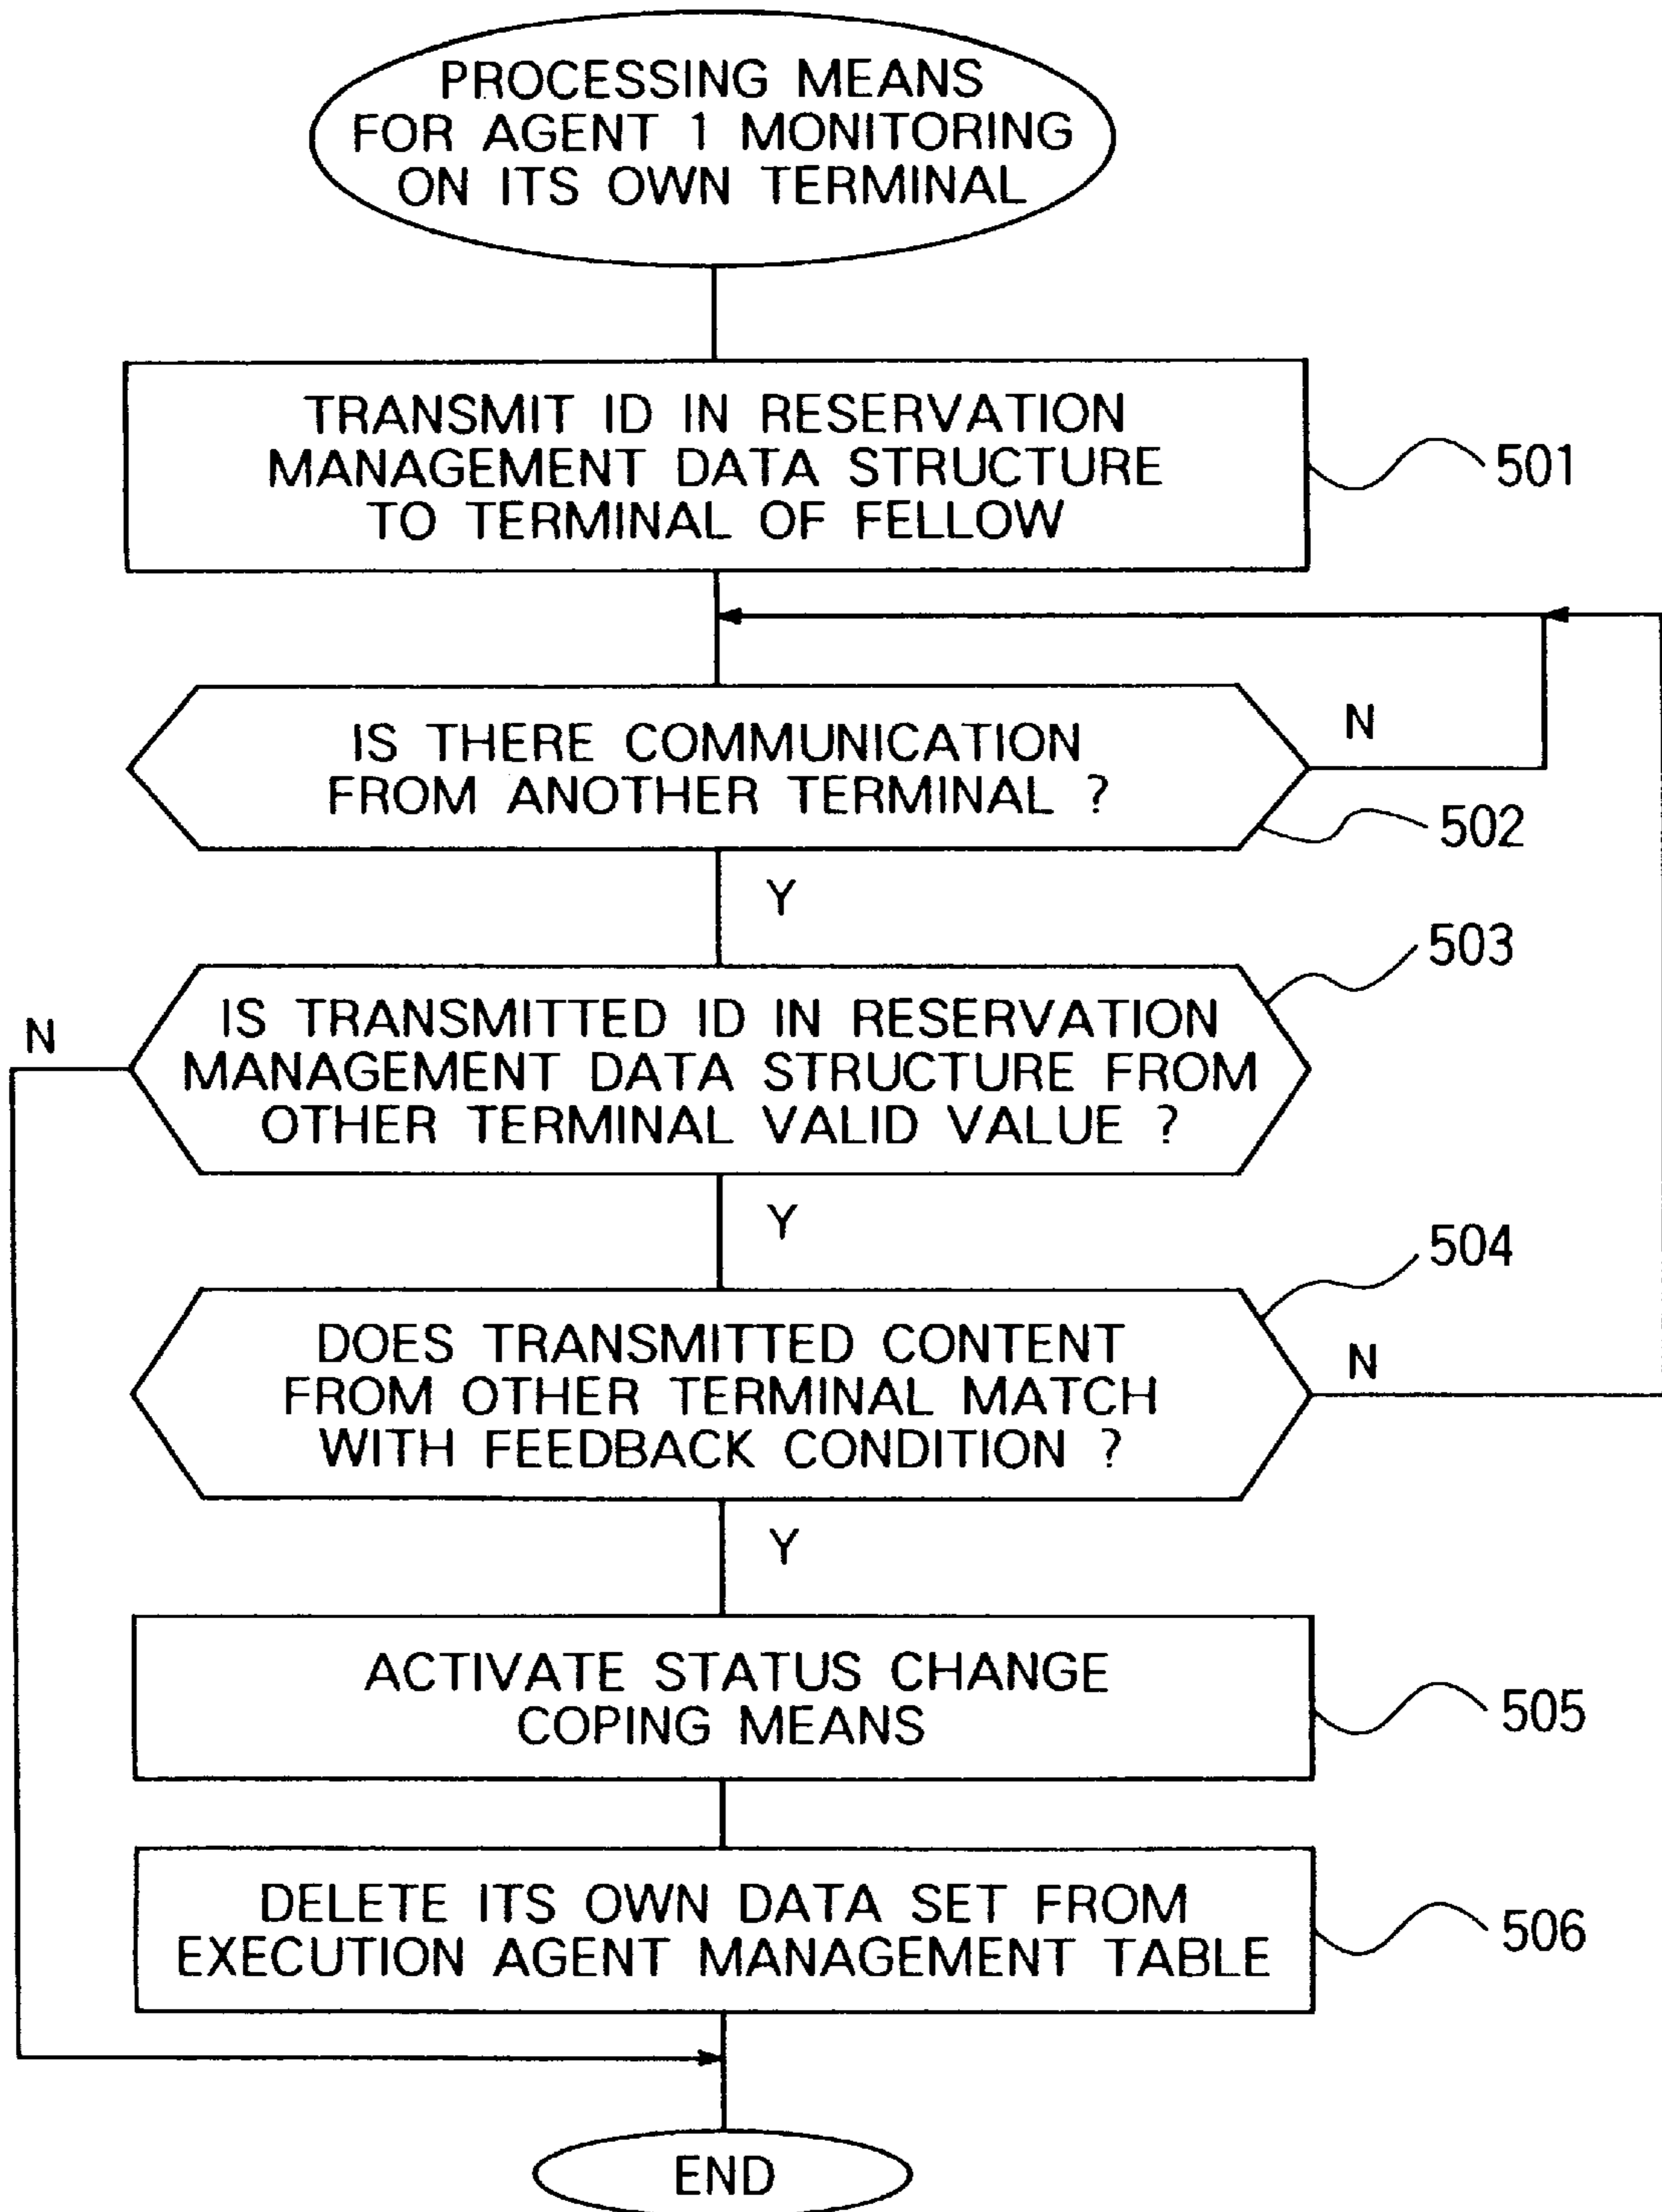 PROCESSING MEANS
FOR AGENT 1 MONITORING
ON ITS OWN TERMINAL
TRANSMIT ID IN RESERVATION
MANAGEMENT DATA STRUCTURE
TO TERMINAL OF FELLOW
501
IS THERE COMMUNICATION
FROM ANOTHER TERMINAL ?
N
502
Y
503
N
IS TRANSMITTED ID IN RESERVATION
MANAGEMENT DATA STRUCTURE FROM
OTHER TERMINAL VALID VALUE ?
Y
504
DOES TRANSMITTED CONTENT
FROM OTHER TERMINAL MATCH
WITH FEEDBACK CONDITION ?
N
Y
ACTIVATE STATUS CHANGE
COPING MEANS
505
DELETE ITS OWN DATA SET FROM
EXECUTION AGENT MANAGEMENT TABLE
506
END